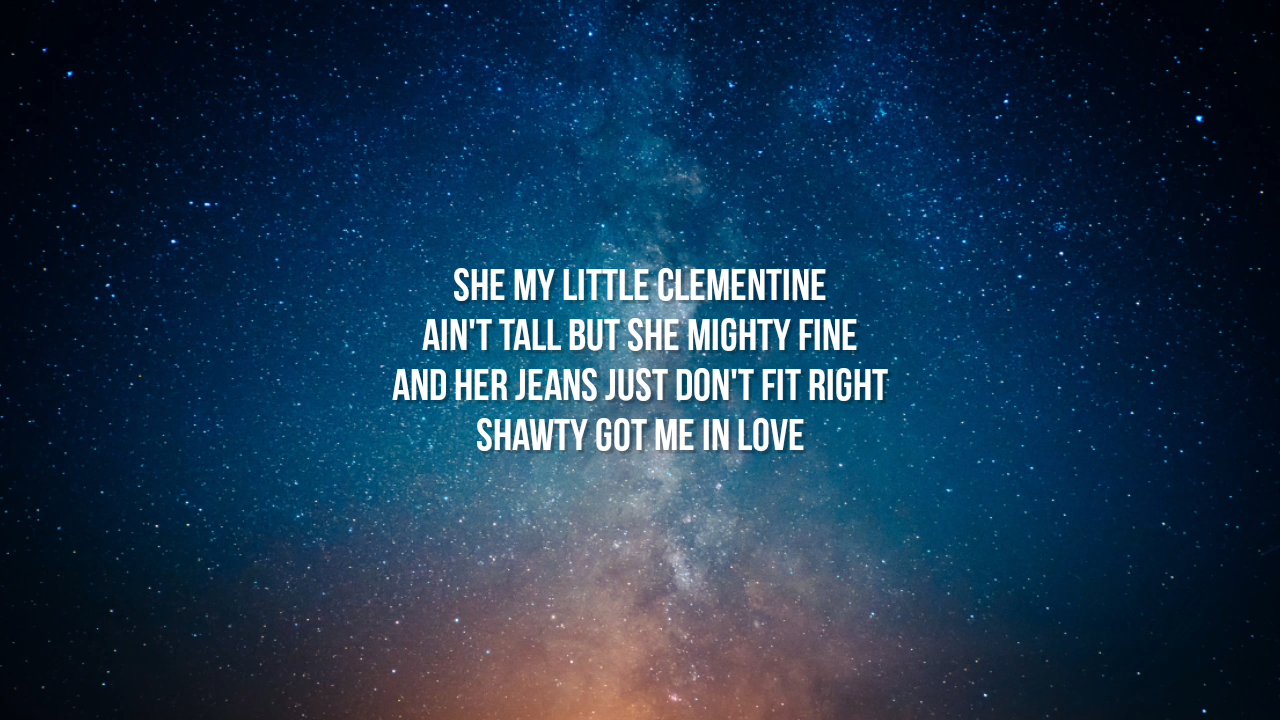 SHE MY LITTLE CLEMENTINE
AIN'T TALL BUT SHE MIGHTY FINE
AND HER JEANS JUST DON'T FIT RIGHT
SHAWTY GOT ME IN LOVE